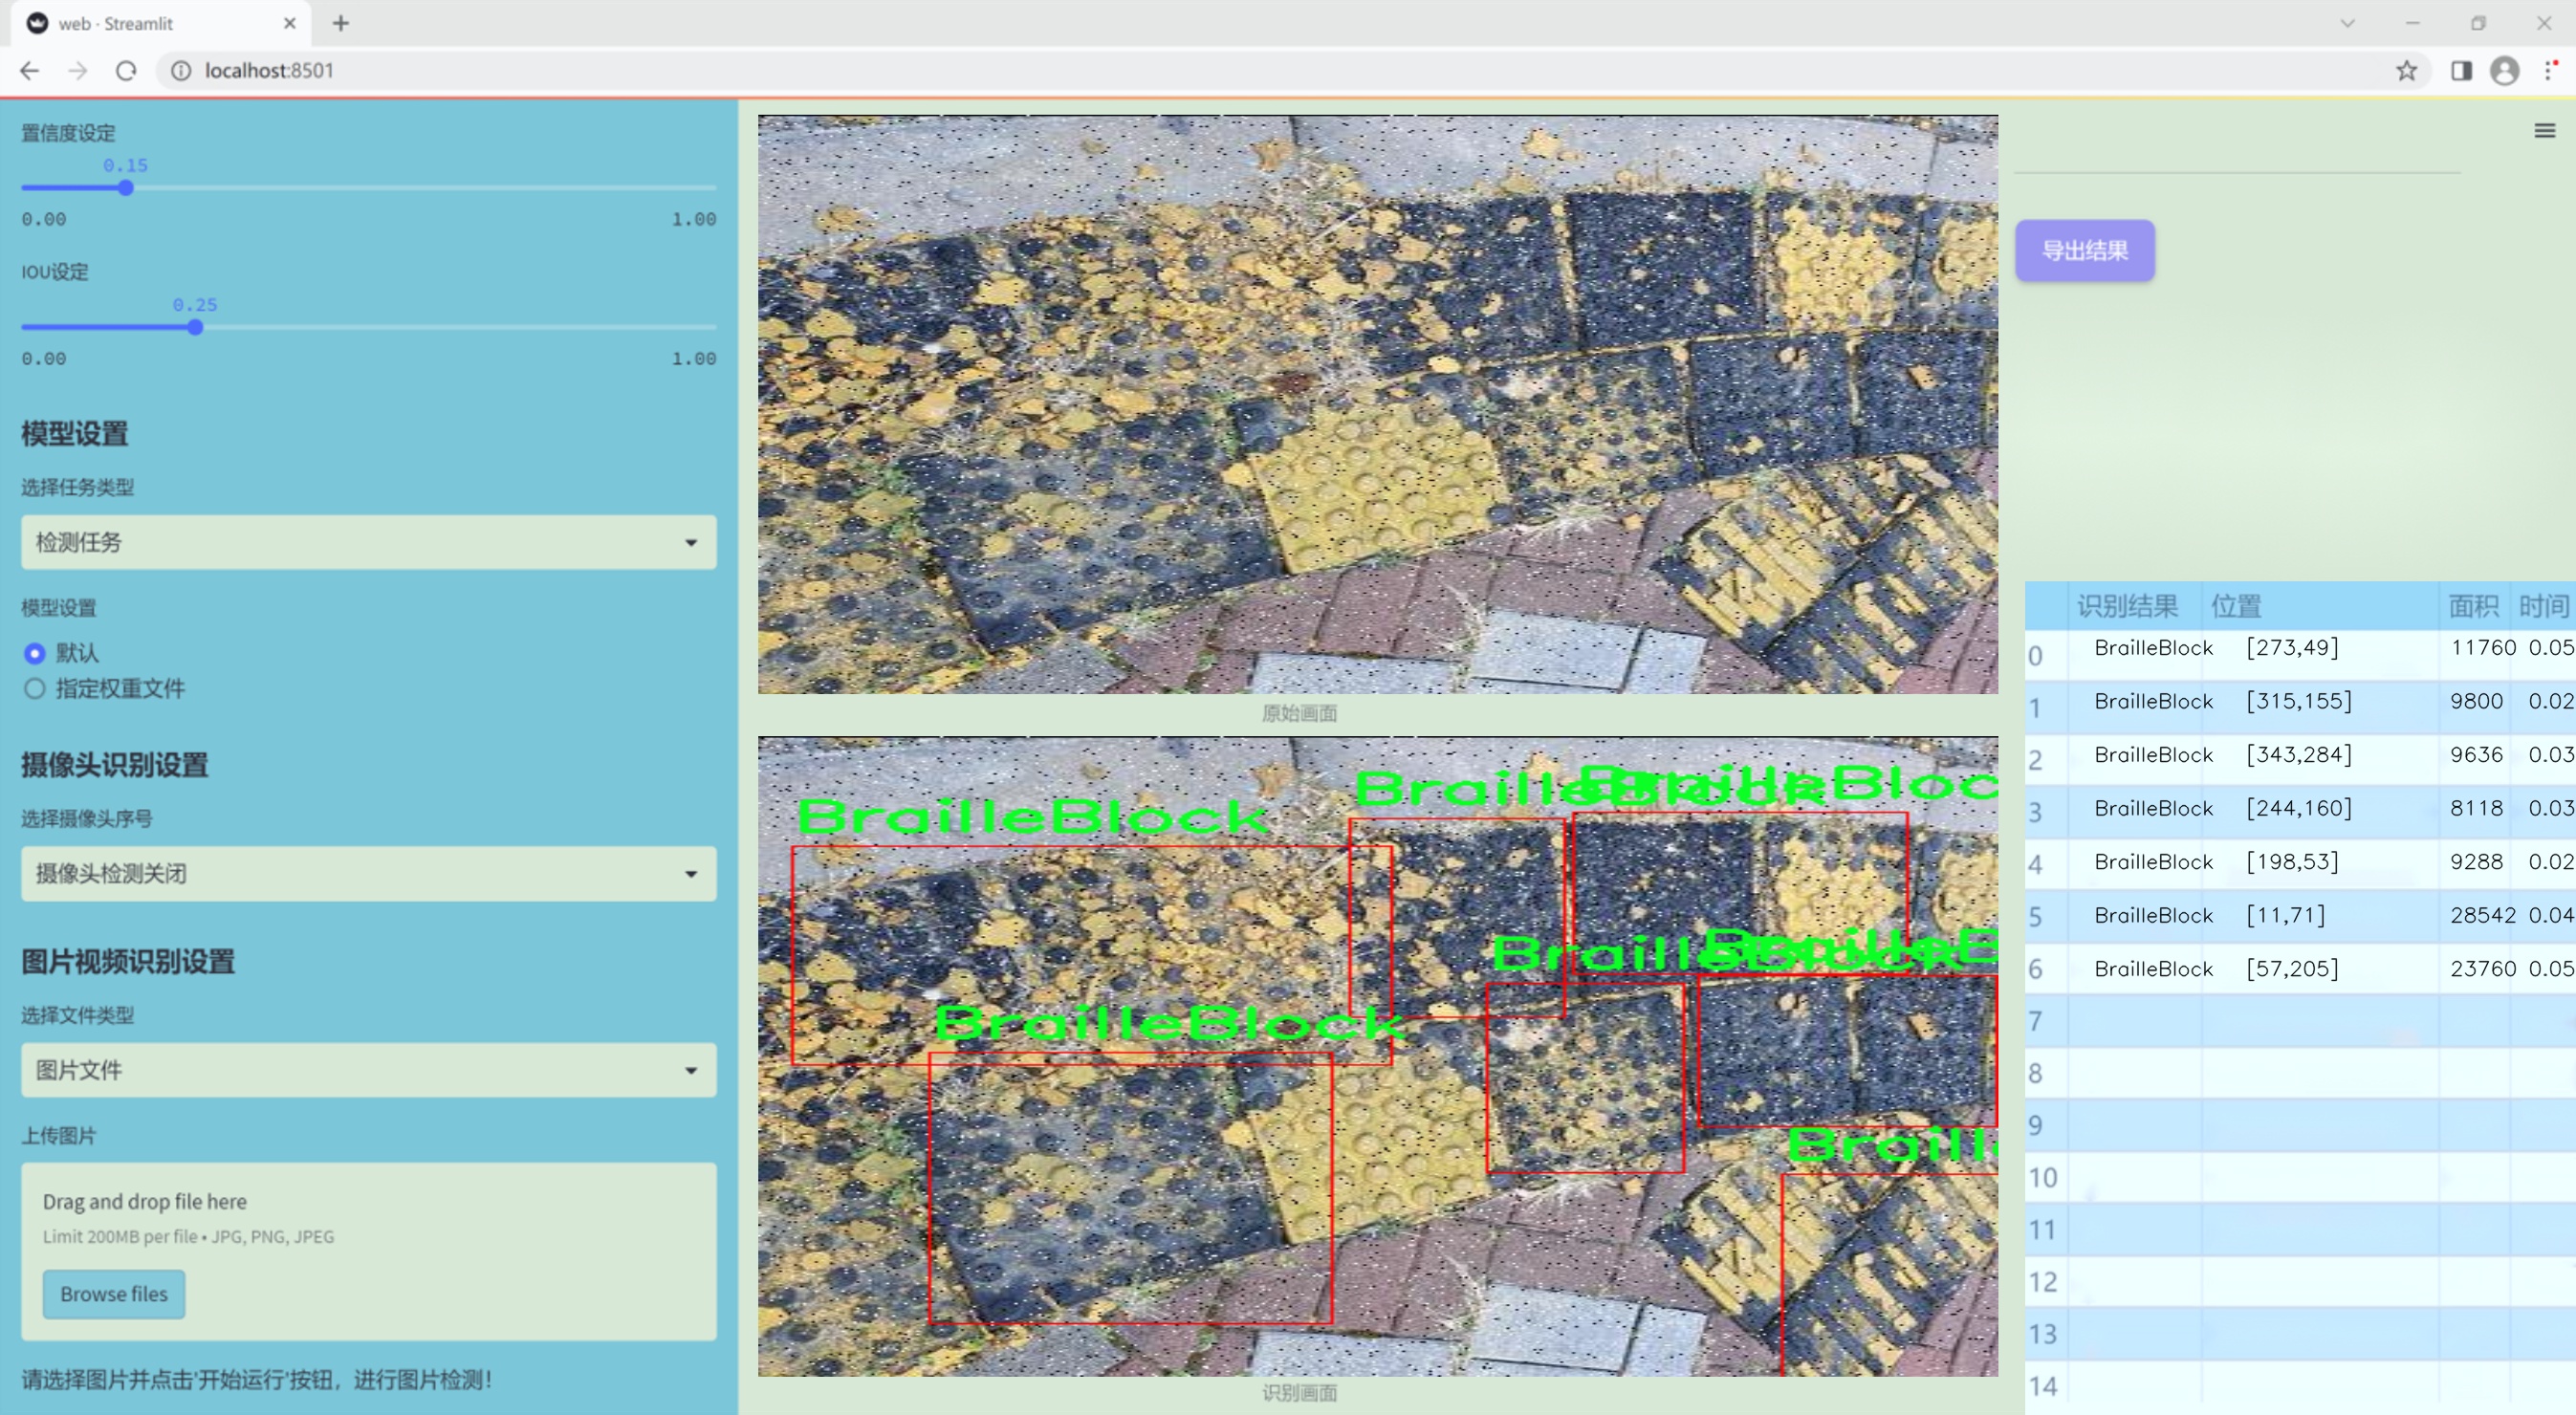 web · Streamlit
localhost:8501
置信度设定
0.15
0.00 1.00
IOU设定
0.25
0.00 1.00
模型设置
选择任务类型
检测任务
模型设置
默认
指定权重文件
摄像头识别设置
选择摄像头序号
摄像头检测关闭
图片视频识别设置
选择文件类型
图片文件
上传图片
Drag and drop file here
Limit 200MB per file • JPG, PNG, JPEG
Browse files
请选择图片并点击'开始运行'按钮，进行图片检测！
原始画面
BrailleBlock
BrailleBlock
BrailleBloc
BrailleBlock
BrailleB
BrailleBlock
Braill
识别画面
导出结果
识别结果 位置 面积 时间
0 BrailleBlock [273,49] 11760 0.05
1 BrailleBlock [315,155] 9800 0.02
2 BrailleBlock [343,284] 9636 0.03
3 BrailleBlock [244,160] 8118 0.03
4 BrailleBlock [198,53] 9288 0.02
5 BrailleBlock [11,71] 28542 0.04
6 BrailleBlock [57,205] 23760 0.05
7
8
9
10
11
12
13
14